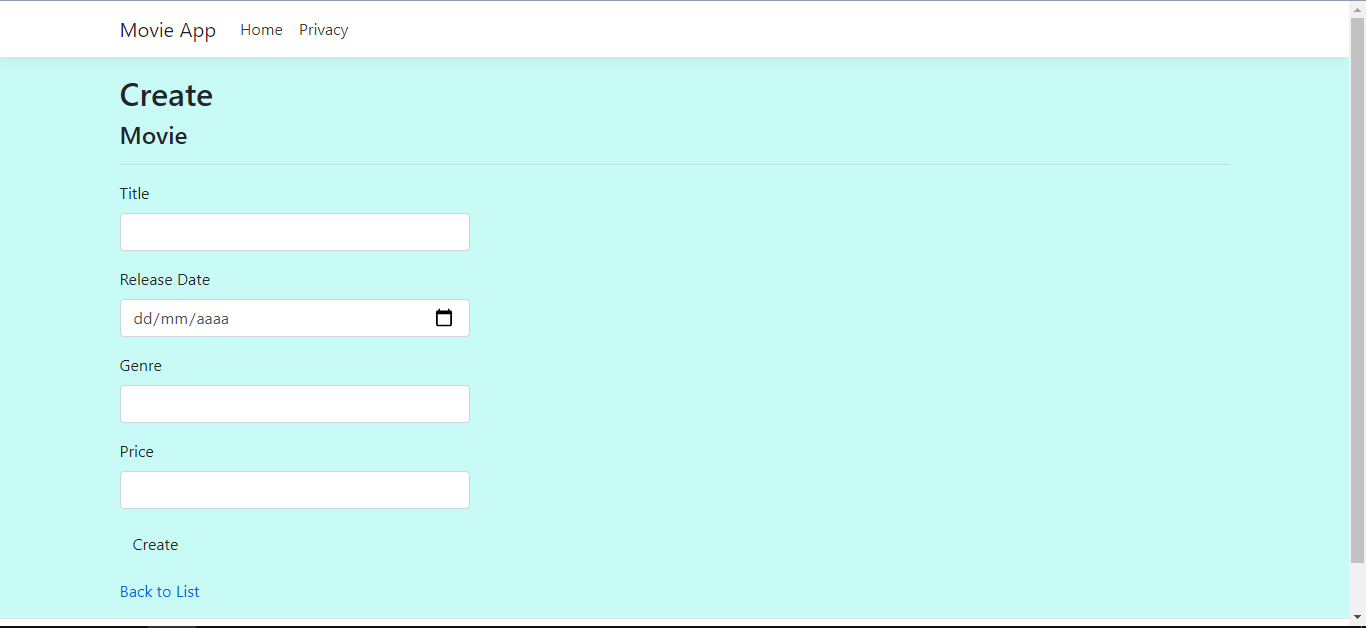 Movie App Home Privacy
Create
Movie
Title
Release Date
dd/mm/aaaa
Genre
Price
Create
Back to List